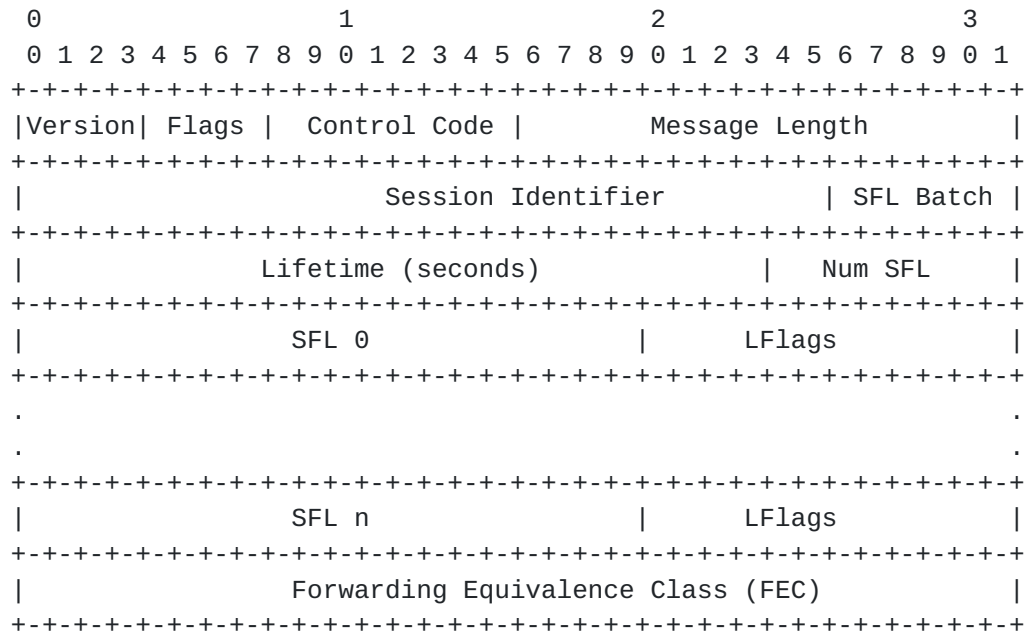 0                   1                   2                   3
 0 1 2 3 4 5 6 7 8 9 0 1 2 3 4 5 6 7 8 9 0 1 2 3 4 5 6 7 8 9 0 1
+-+-+-+-+-+-+-+-+-+-+-+-+-+-+-+-+-+-+-+-+-+-+-+-+-+-+-+-+-+-+-+-+
|Version| Flags |  Control Code |        Message Length         |
+-+-+-+-+-+-+-+-+-+-+-+-+-+-+-+-+-+-+-+-+-+-+-+-+-+-+-+-+-+-+-+-+
|                       Session Identifier          | SFL Batch |
+-+-+-+-+-+-+-+-+-+-+-+-+-+-+-+-+-+-+-+-+-+-+-+-+-+-+-+-+-+-+-+-+
|               Lifetime (seconds)              |   Num SFL     |
+-+-+-+-+-+-+-+-+-+-+-+-+-+-+-+-+-+-+-+-+-+-+-+-+-+-+-+-+-+-+-+-+
|                 SFL 0                 |      LFlags           |
+-+-+-+-+-+-+-+-+-+-+-+-+-+-+-+-+-+-+-+-+-+-+-+-+-+-+-+-+-+-+-+-+
.                                                               .
.                                                               .
+-+-+-+-+-+-+-+-+-+-+-+-+-+-+-+-+-+-+-+-+-+-+-+-+-+-+-+-+-+-+-+-+
|                 SFL n                 |      LFlags           |
+-+-+-+-+-+-+-+-+-+-+-+-+-+-+-+-+-+-+-+-+-+-+-+-+-+-+-+-+-+-+-+-+
|                 Forwarding Equivalence Class (FEC)            |
+-+-+-+-+-+-+-+-+-+-+-+-+-+-+-+-+-+-+-+-+-+-+-+-+-+-+-+-+-+-+-+-+